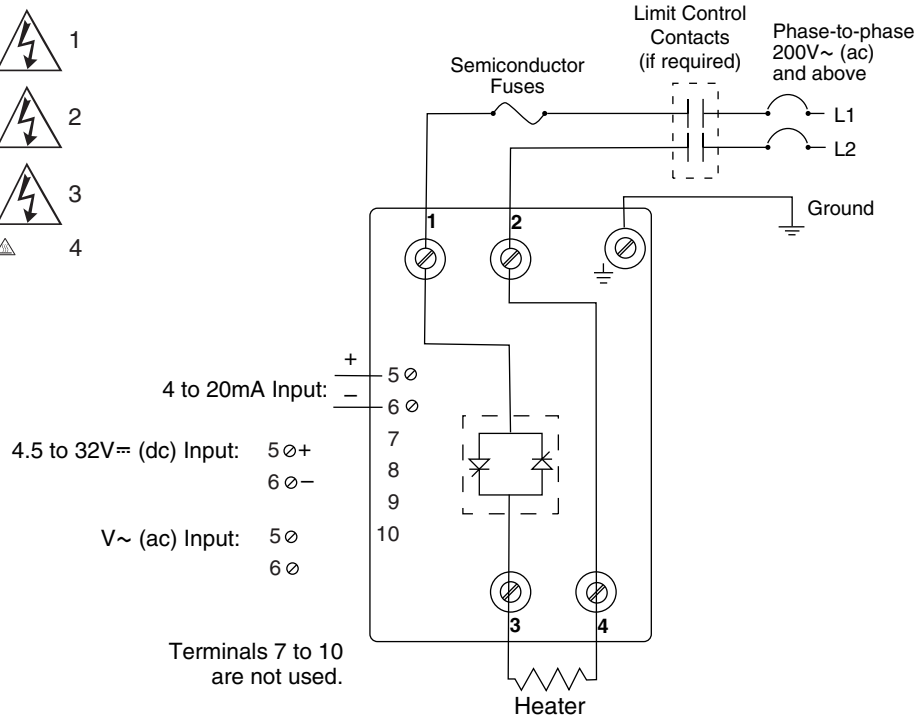 1
2
3
4
Limit Control
Contacts
(if required)
Phase-to-phase
200V~ (ac)
and above
Semiconductor
Fuses
L1
L2
Ground
1
2
4 to 20mA Input:
+
–
5
6
7
8
9
10
4.5 to 32V⎓ (dc) Input:
5 +
6 –
V~ (ac) Input:
5
6
3
4
Terminals 7 to 10
are not used.
Heater